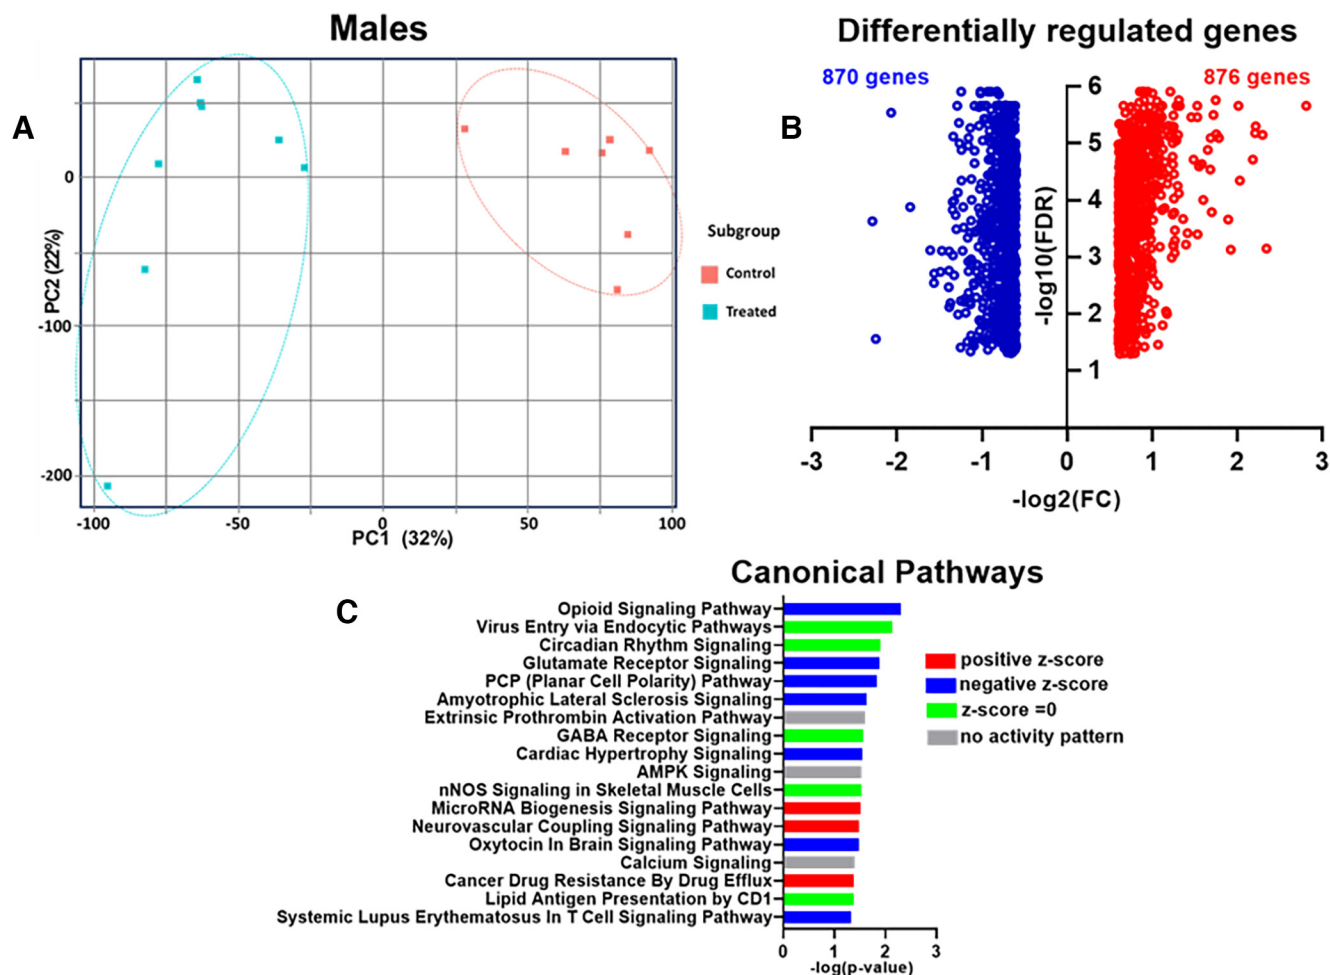 Males
A
0
-100
-200
PC2 (22%)
-100
-50
0
50
100
PC1 (32%)
Subgroup
Control
Treated
Differentially regulated genes
B
870 genes
876 genes
6
5
4
3
2
1
-log10(FDR)
-3
-2
-1
0
1
2
3
-log2(FC)
Canonical Pathways
C
Opioid Signaling Pathway
Virus Entry via Endocytic Pathways
Circadian Rhythm Signaling
Glutamate Receptor Signaling
PCP (Planar Cell Polarity) Pathway
Amyotrophic Lateral Sclerosis Signaling
Extrinsic Prothrombin Activation Pathway
GABA Receptor Signaling
Cardiac Hypertrophy Signaling
AMPK Signaling
nNOS Signaling in Skeletal Muscle Cells
MicroRNA Biogenesis Signaling Pathway
Neurovascular Coupling Signaling Pathway
Oxytocin In Brain Signaling Pathway
Calcium Signaling
Cancer Drug Resistance By Drug Efflux
Lipid Antigen Presentation by CD1
Systemic Lupus Erythematosus In T Cell Signaling Pathway
0
1
2
3
-log(p-value)
positive z-score
negative z-score
z-score =0
no activity pattern